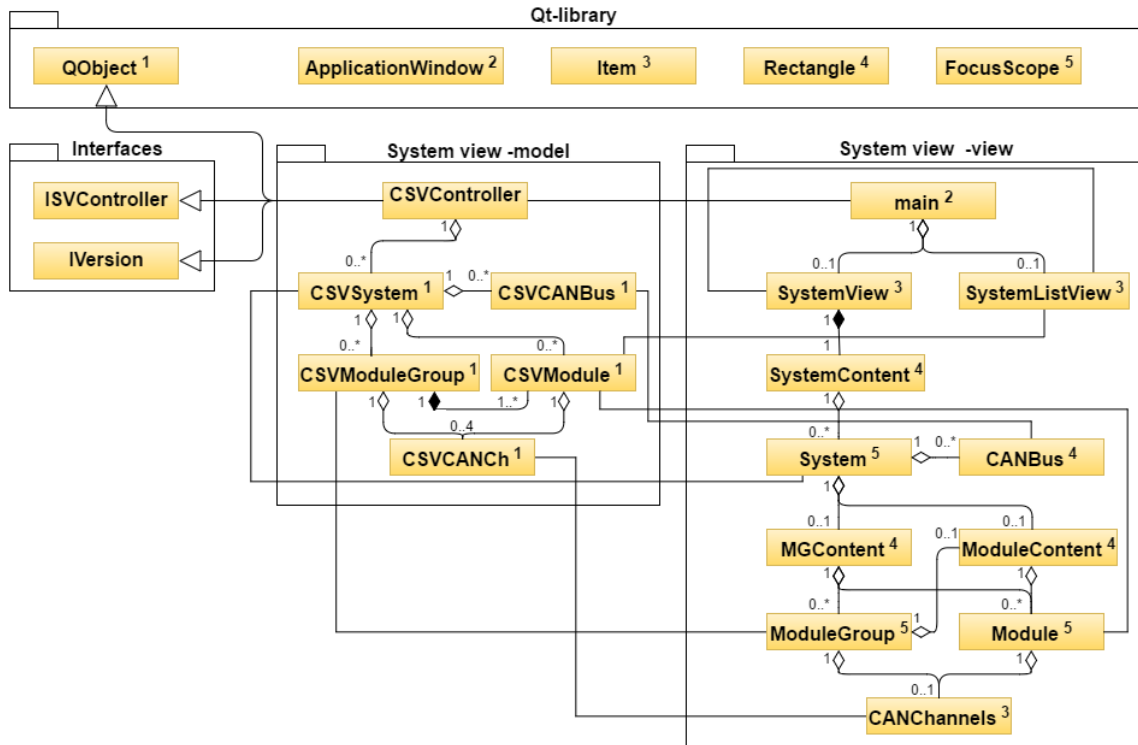 Qt-library
QObject 1
ApplicationWindow 2
Item 3
Rectangle 4
FocusScope 5
Interfaces
System view -model
System view -view
ISVController
CSVController
main 2
1
1
IVersion
0..*
0..1
0..1
CSVSystem 1
1
0..*
CSVCANBus 1
SystemView 3
SystemListView 3
1
1
1
0..*
0..*
1
CSVModuleGroup 1
CSVModule 1
SystemContent 4
1
1
1..*
1
1
0..4
0..*
CSVCANCh 1
System 5
1
0..*
CANBus 4
1
0..1
0..1
MGContent 4
0..1
ModuleContent 4
1
1
0..*
0..*
ModuleGroup 5
1
Module 5
1
1
0..1
CANChannels 3